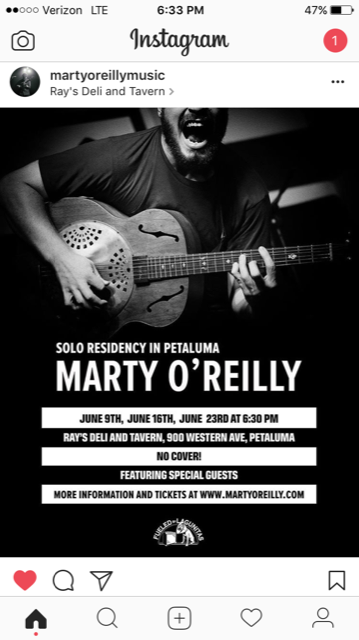 Verizon LTE 6:33 PM 47%
Instagram 1
martyoreillymusic
Ray's Deli and Tavern >
SOLO RESIDENCY IN PETALUMA
MARTY O'REILLY
JUNE 9TH, JUNE 16TH, JUNE 23RD AT 6:30 PM
RAY'S DELI AND TAVERN, 900 WESTERN AVE, PETALUMA
NO COVER!
FEATURING SPECIAL GUESTS
MORE INFORMATION AND TICKETS AT WWW.MARTYOREILLY.COM
FUELED BY LAGUNITAS